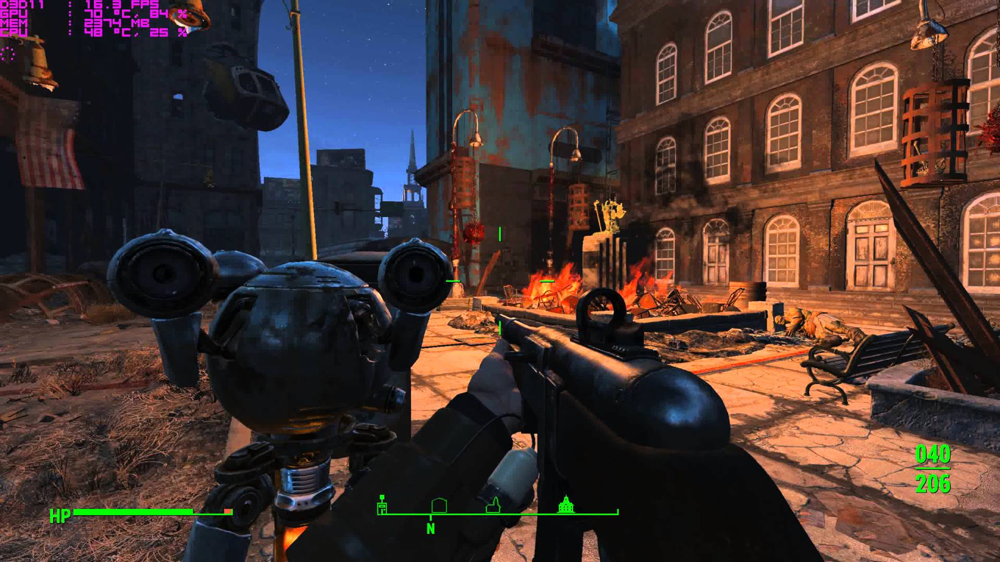 D3D11 : 16.3 FPS
GPU : 70 °C, 84 %
MEM : 2374 MB
CPU : 48 °C, 25 %
040
206
HP
N